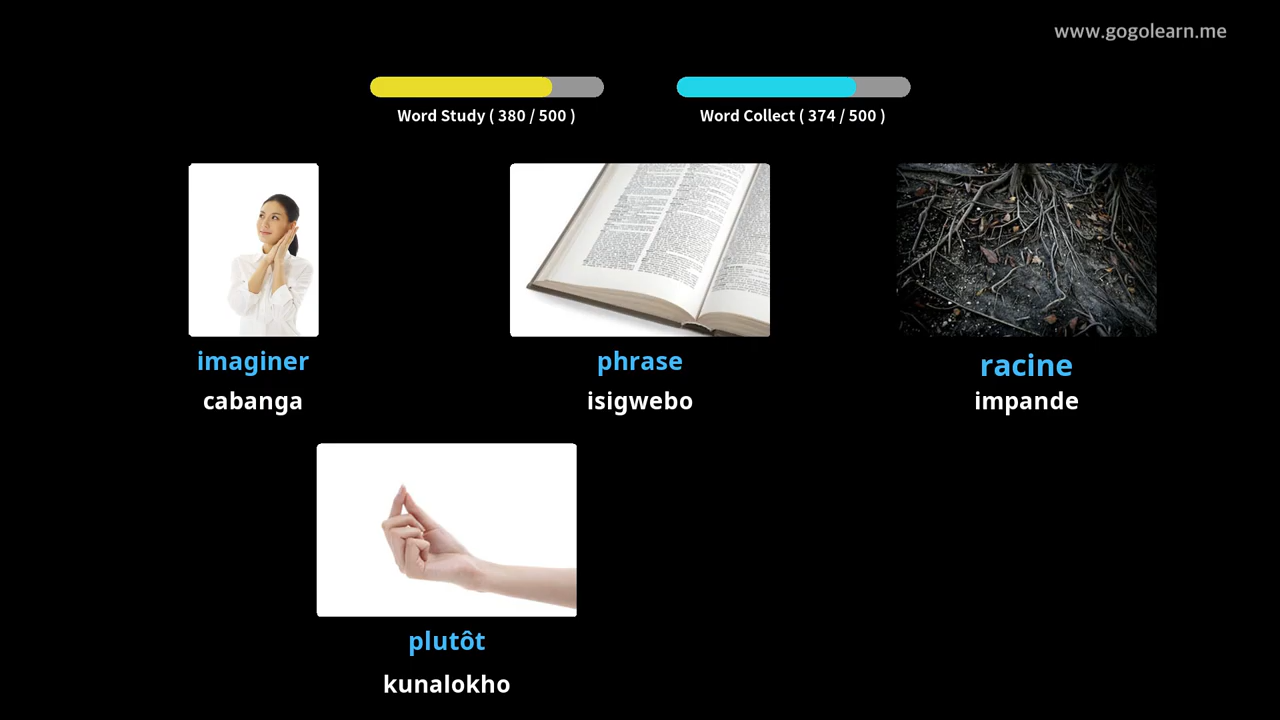 www.gogolearn.me
Word Study ( 380 / 500 )
Word Collect ( 374 / 500 )
imaginer
cabanga
phrase
isigwebo
racine
impande
plutôt
kunalokho